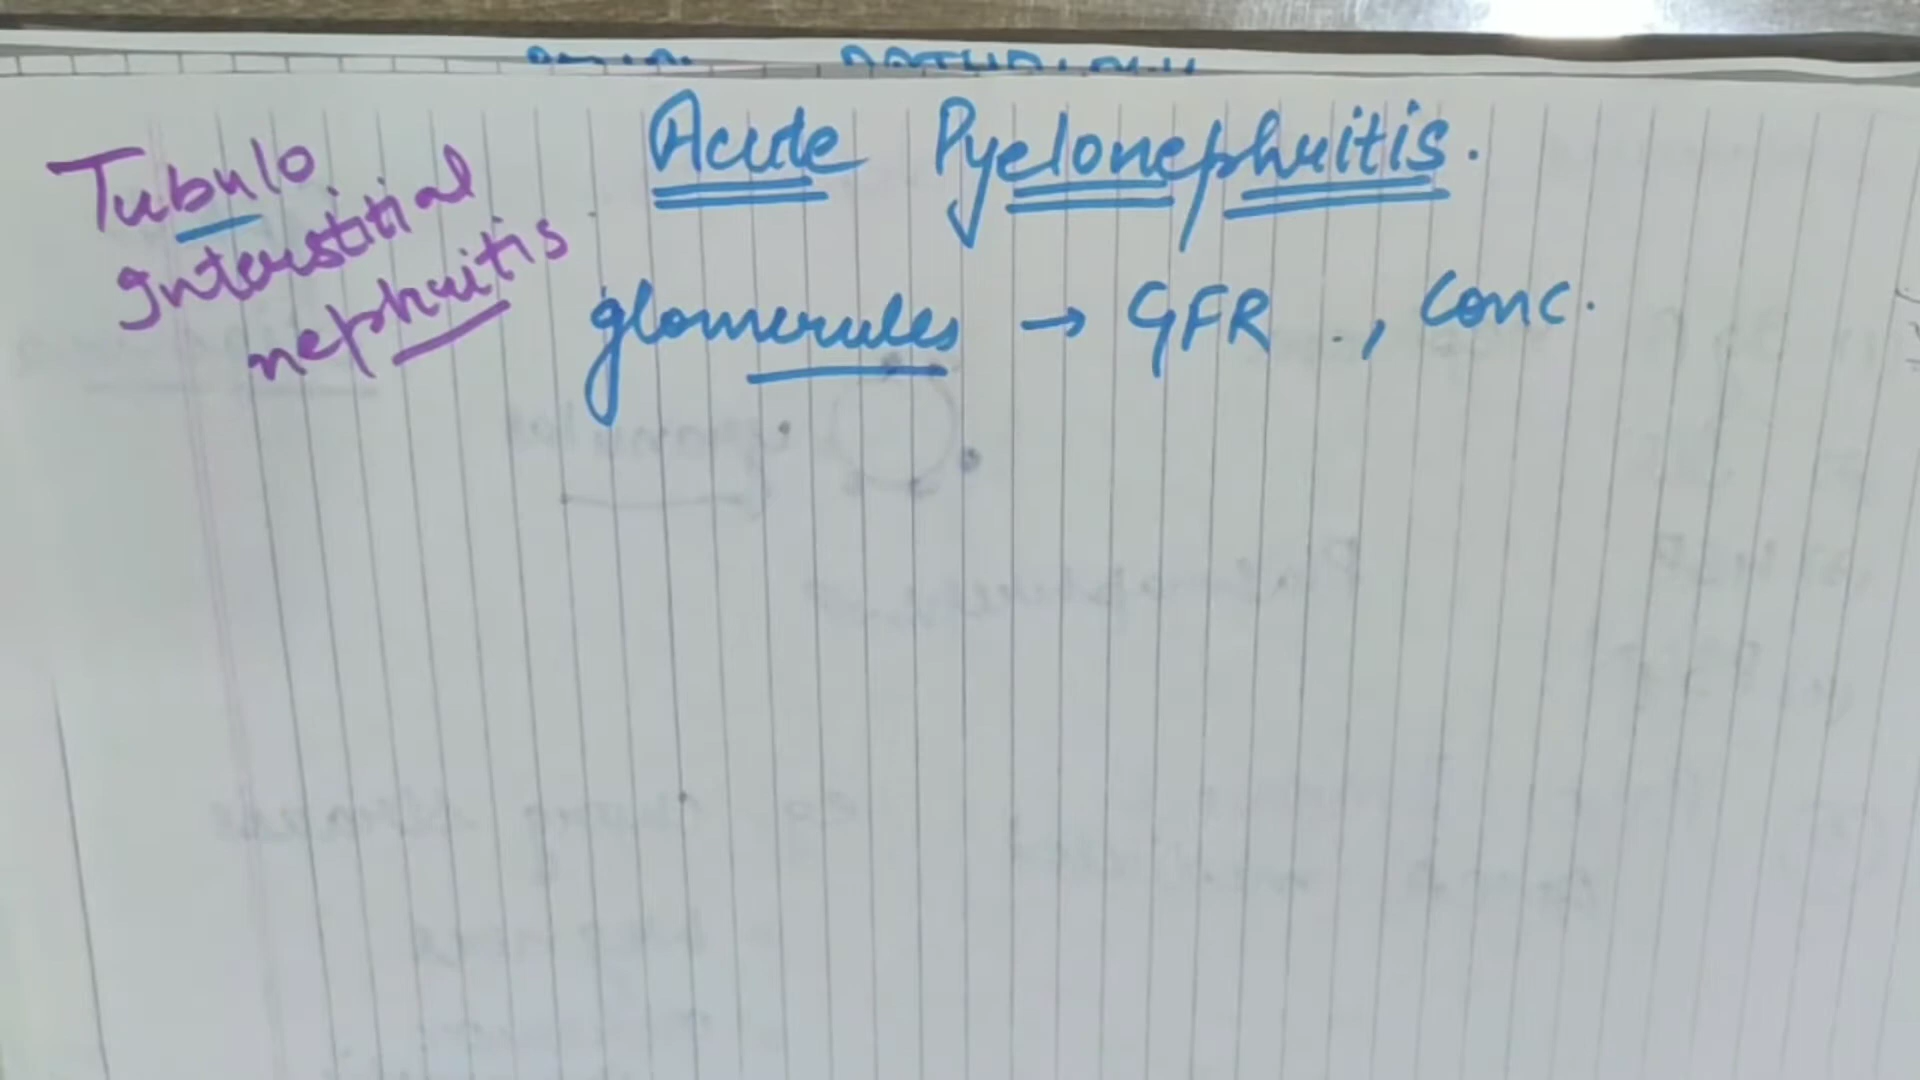 Acute Pyelonephritis.
Tubulo
Interstitial
nephritis
glomerules → GFR , Conc.